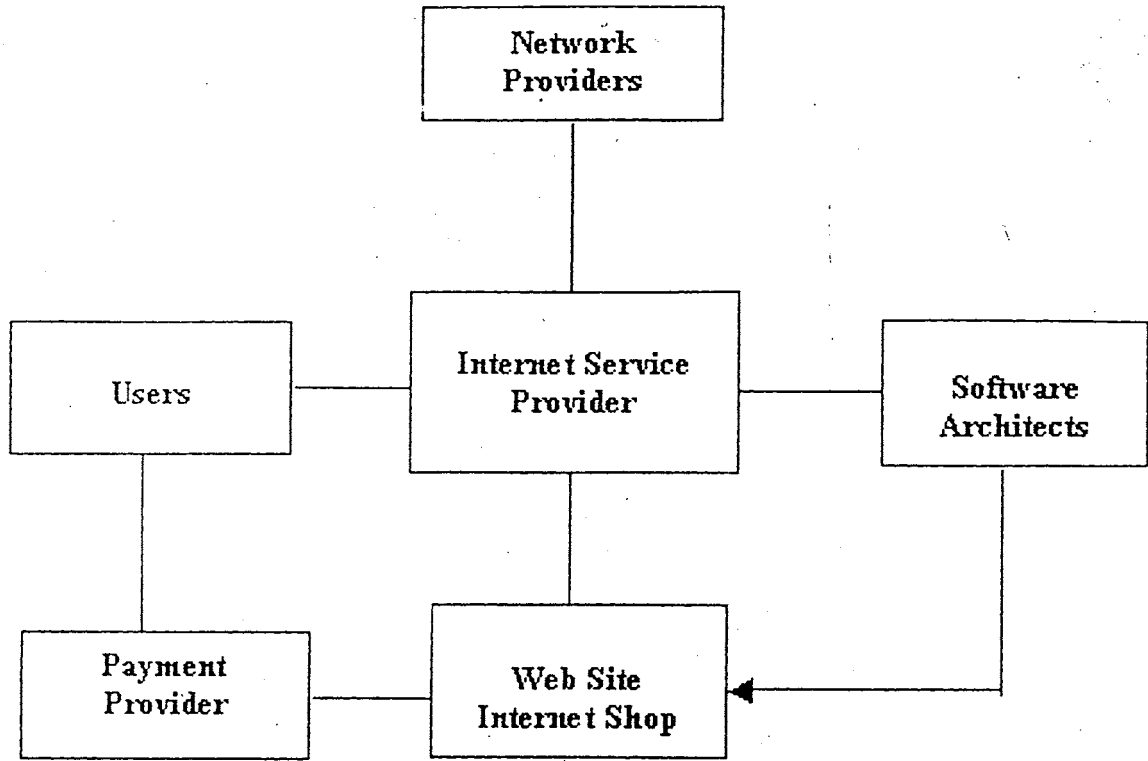 Network
Providers
Users
Internet Service
Provider
Software
Architects
Payment
Provider
Web Site
Internet Shop